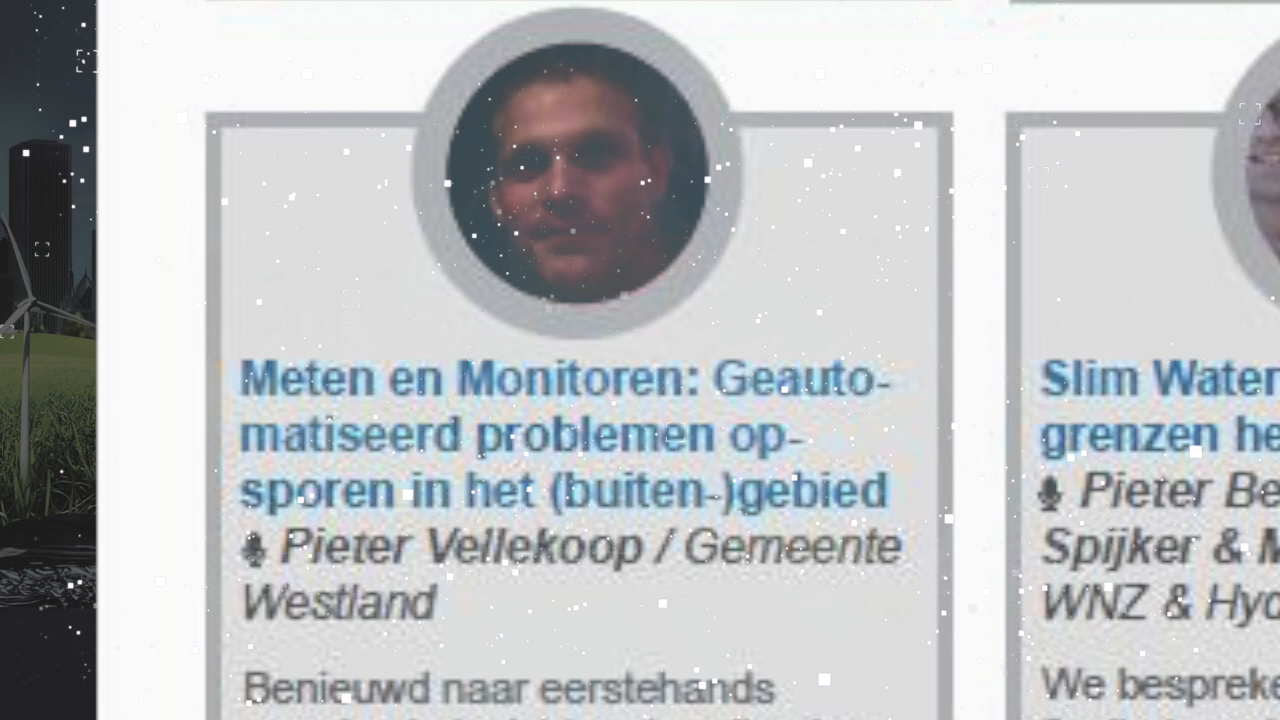 Meten en Monitoren: Geauto-
matiseerd problemen op-
sporen in het (buiten-)gebied
Pieter Vellekoop / Gemeente
Westland
Benieuwd naar eerstehands
Slim Water
grenzen he
Pieter Be
Spijker & M
WNZ & Hyd
We bespreke